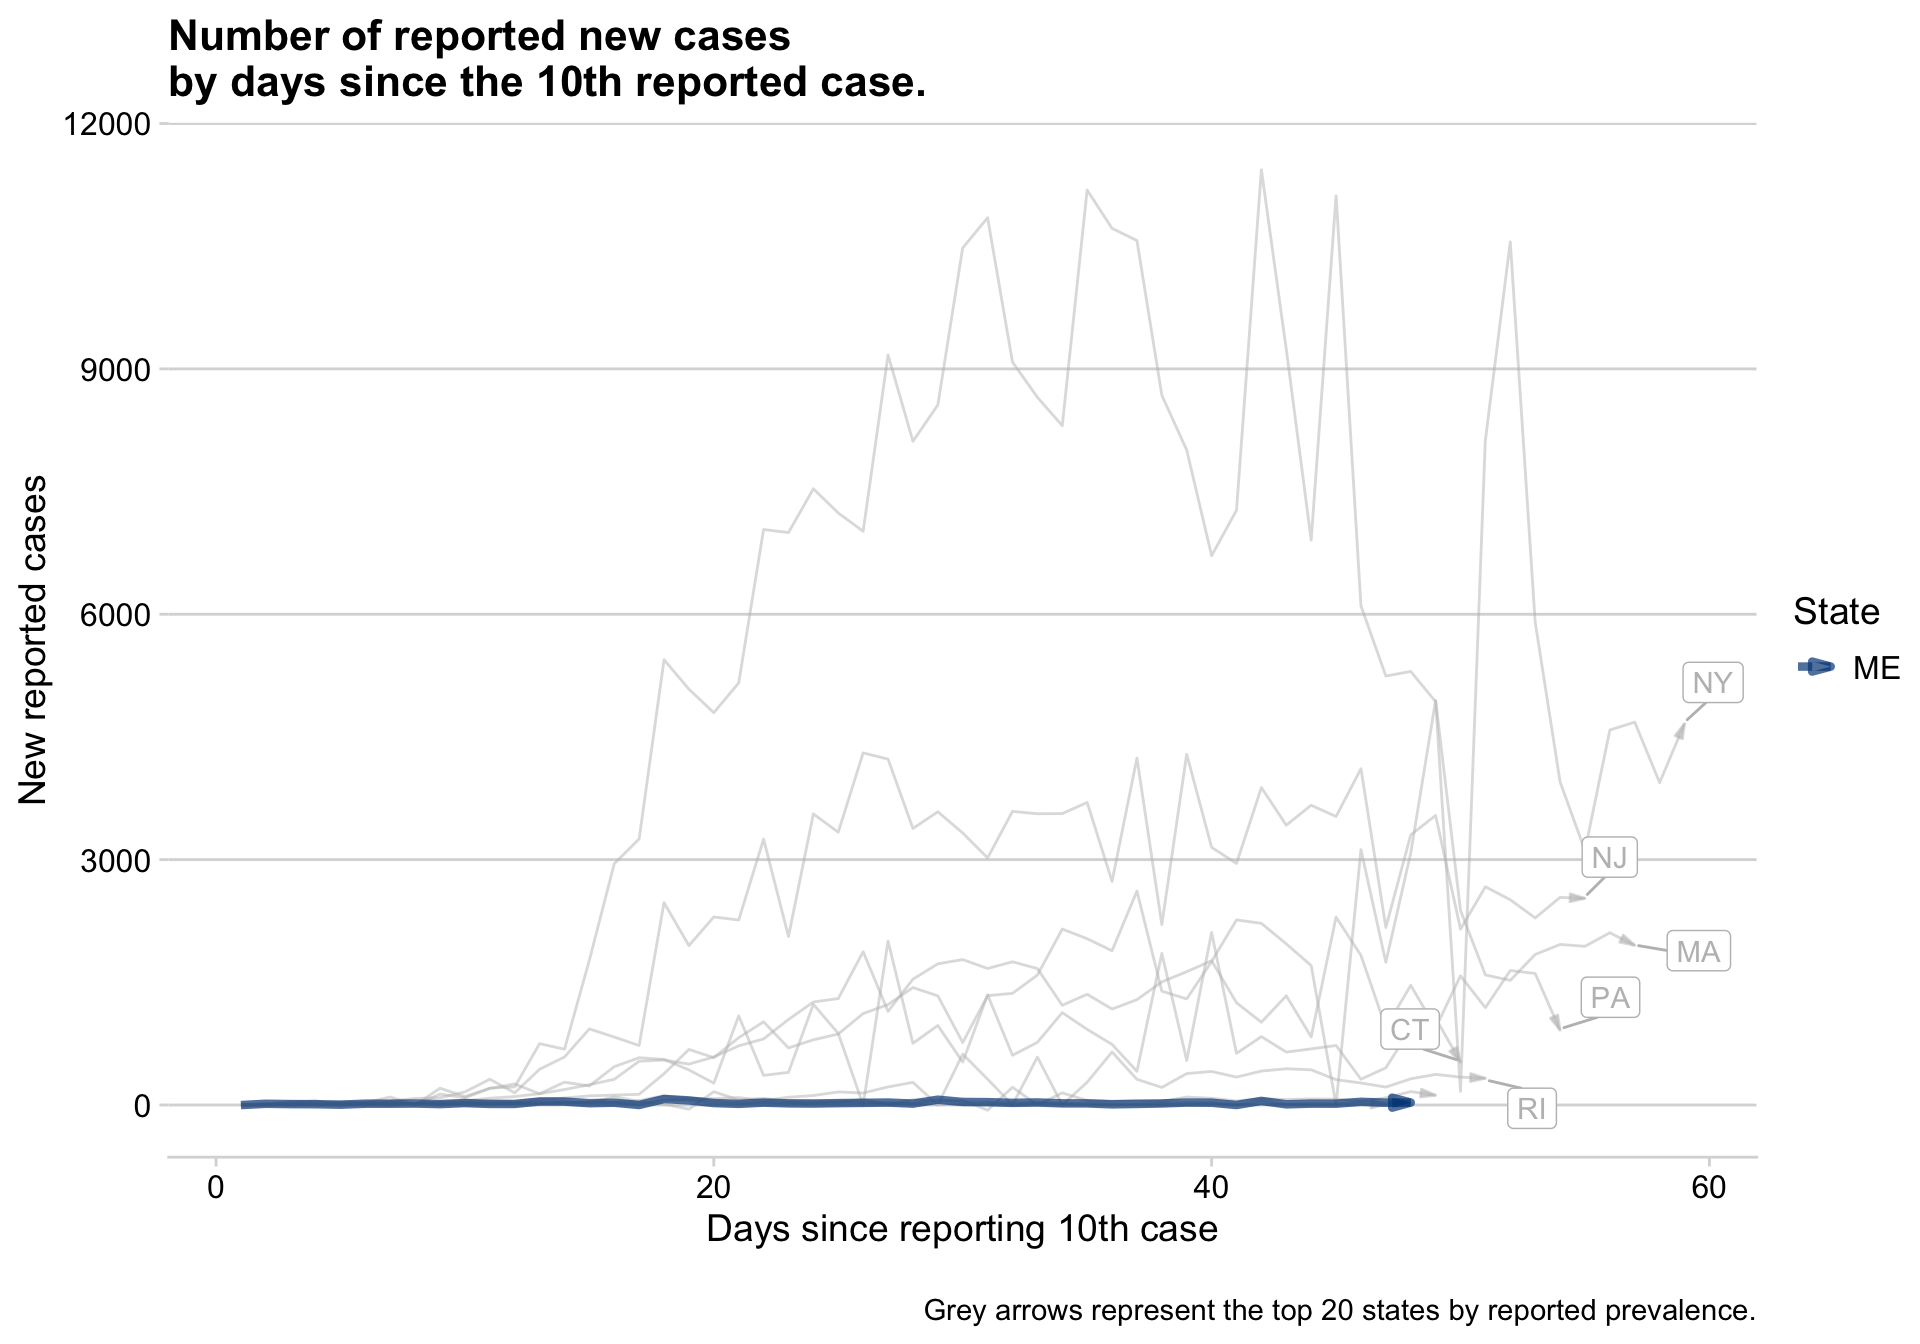 Number of reported new cases
by days since the 10th reported case.
12000
9000
6000
3000
0
New reported cases
0
20
40
60
Days since reporting 10th case
NY
NJ
MA
PA
CT
RI
State
ME
Grey arrows represent the top 20 states by reported prevalence.